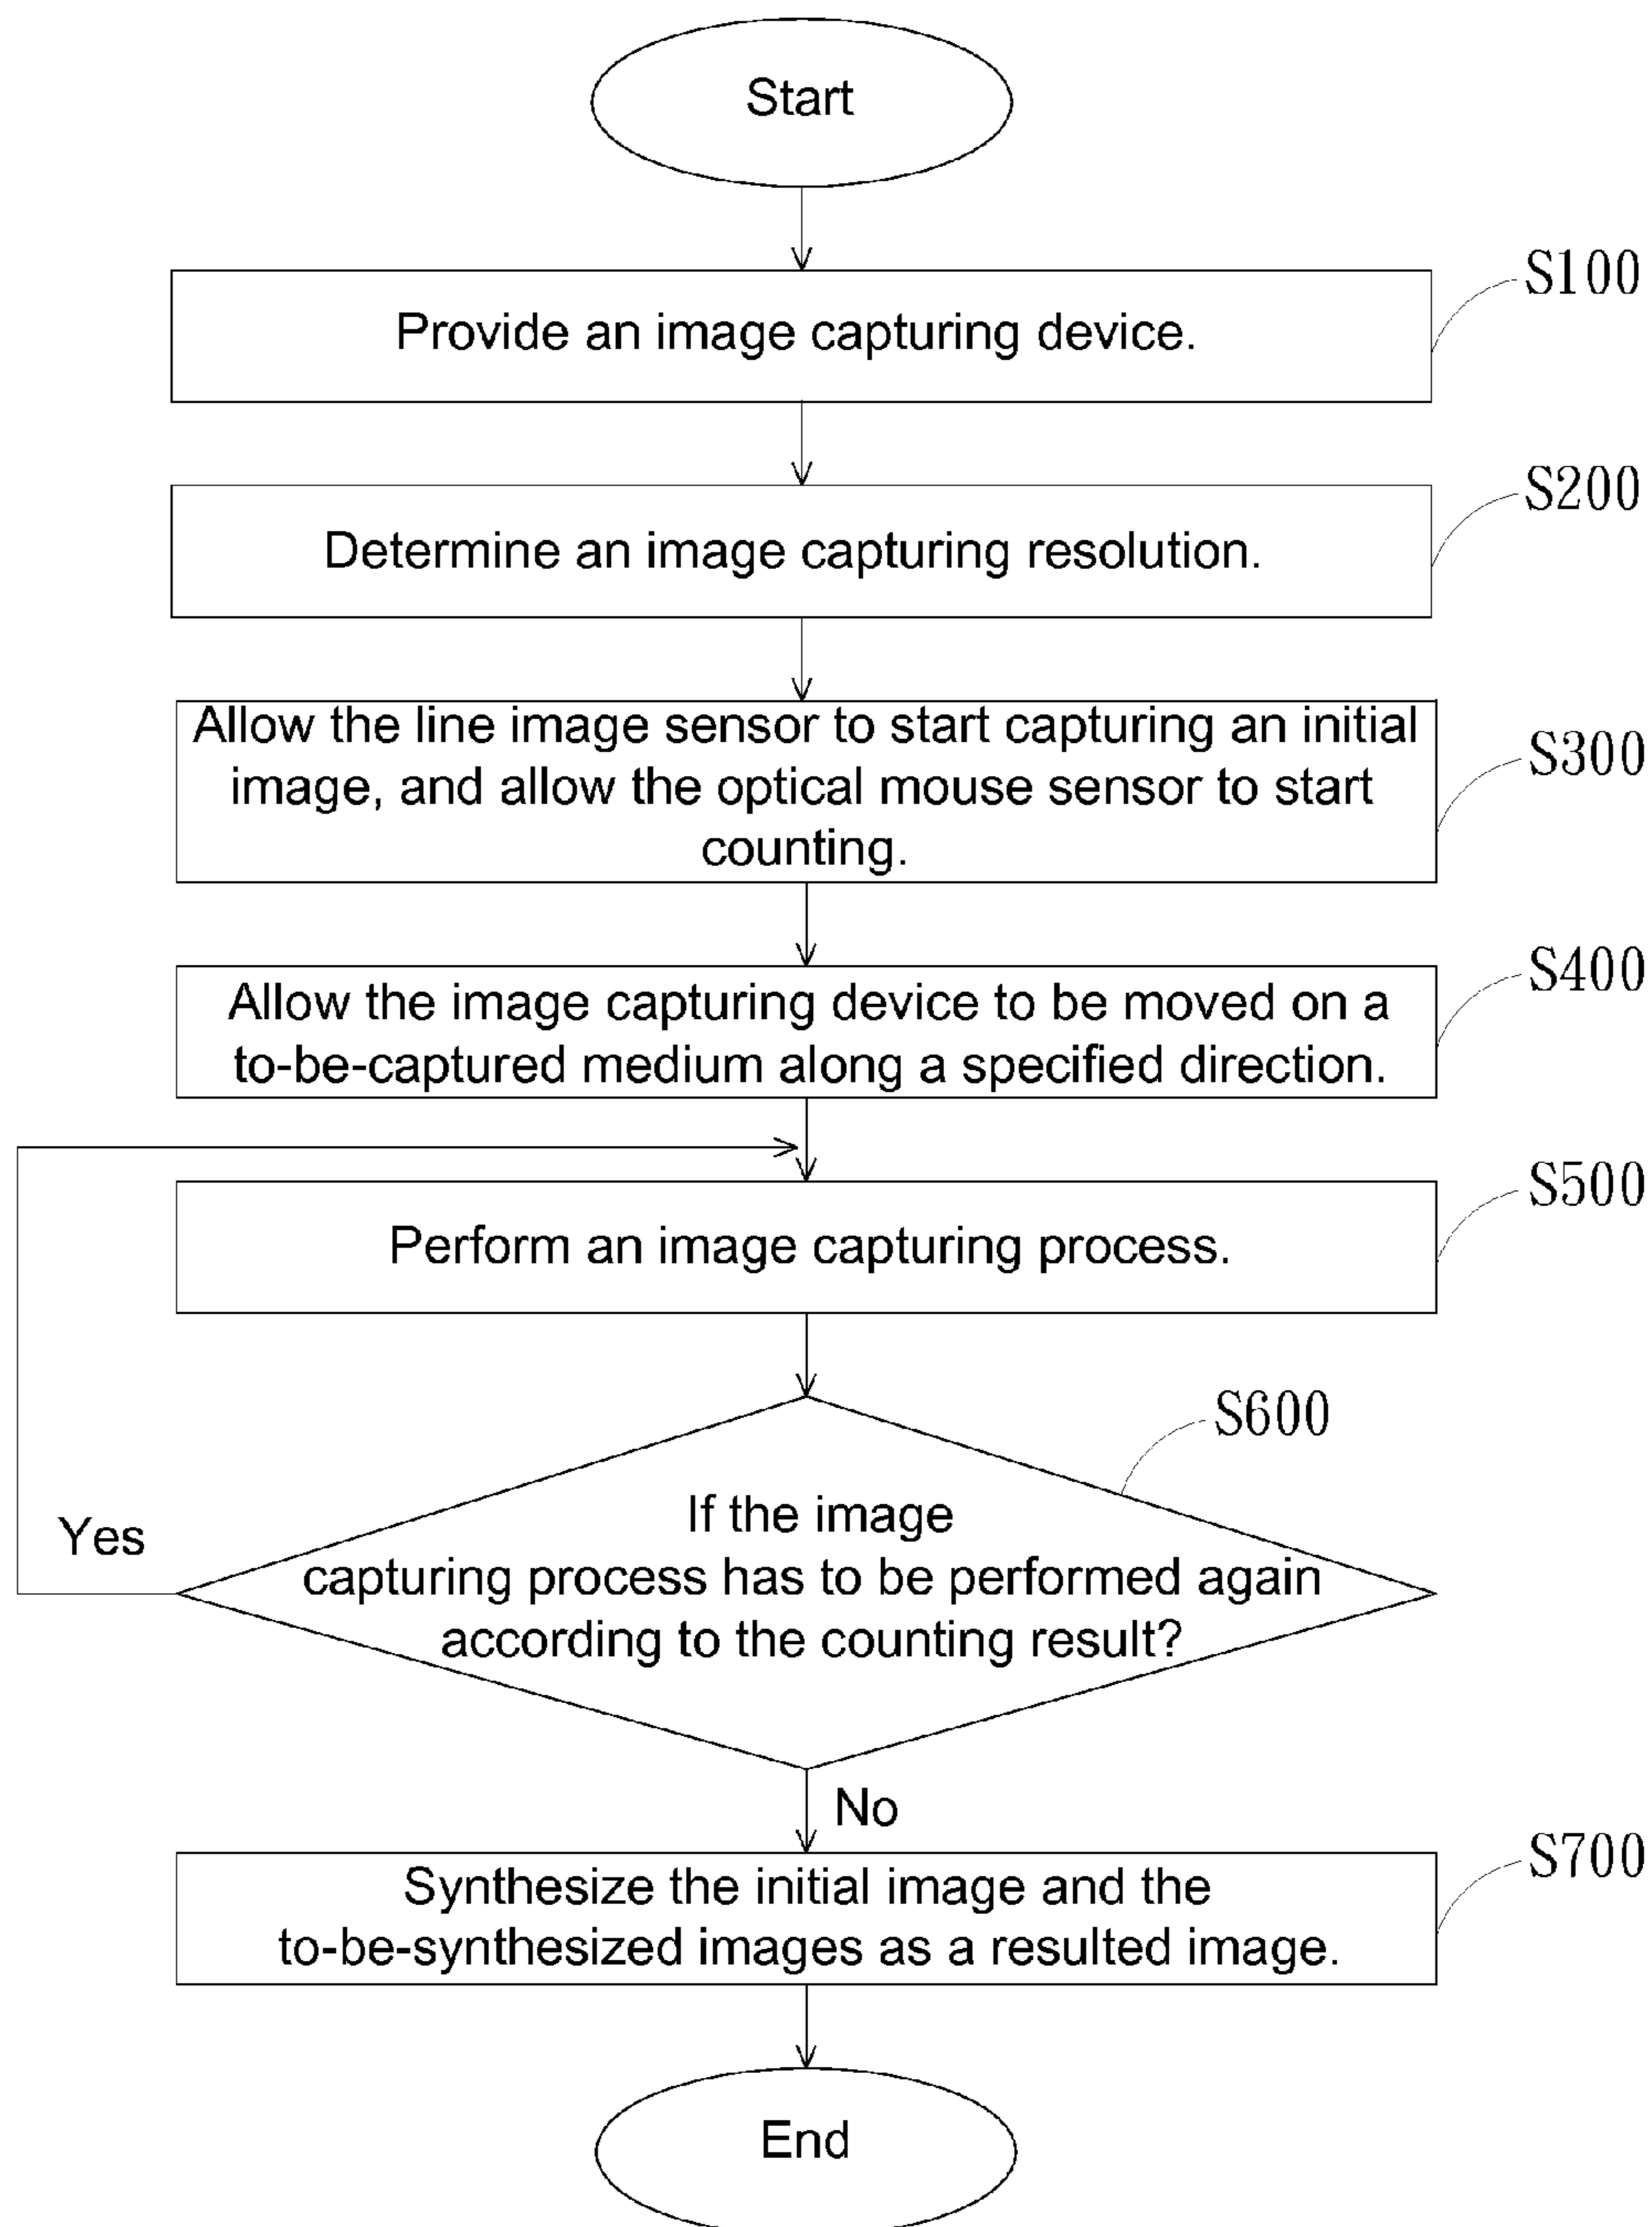 Start
Provide an image capturing device.
S100
Determine an image capturing resolution.
S200
Allow the line image sensor to start capturing an initial
image, and allow the optical mouse sensor to start
counting.
S300
Allow the image capturing device to be moved on a
to-be-captured medium along a specified direction.
S400
Perform an image capturing process.
S500
If the image
capturing process has to be performed again
according to the counting result?
S600
Yes
No
Synthesize the initial image and the
to-be-synthesized images as a resulted image.
S700
End